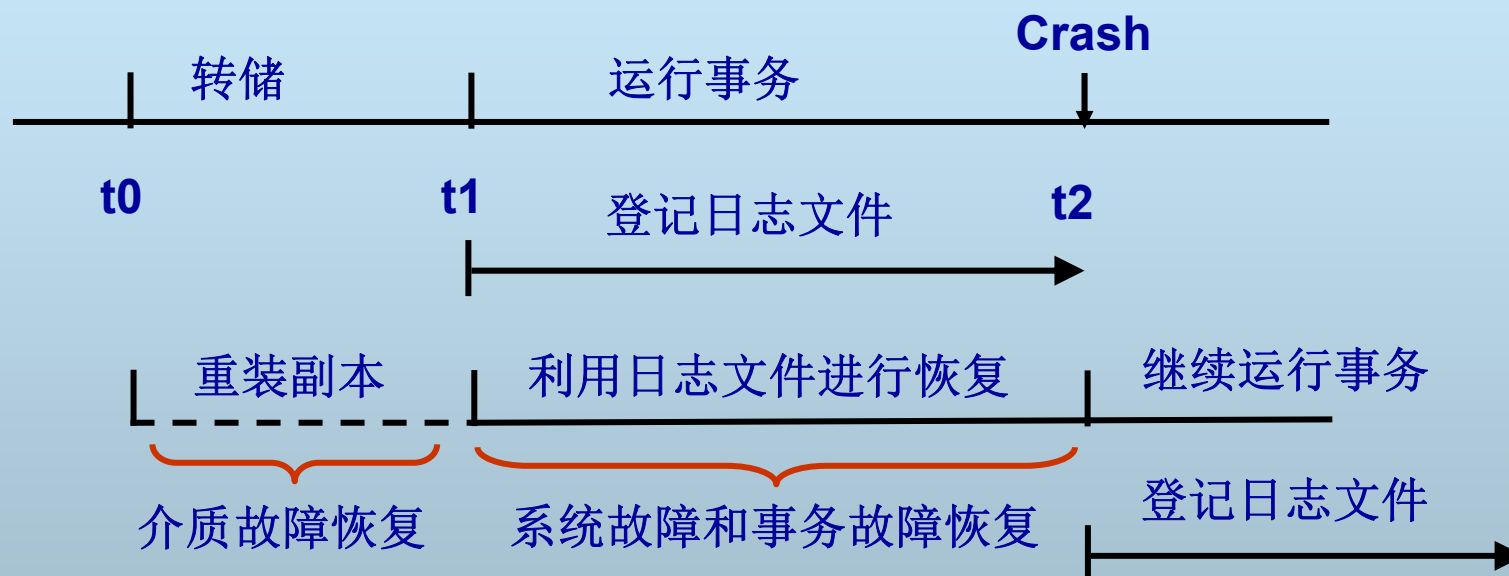 Crash
转储
运行事务
t0
t1
登记日志文件
t2
重装副本
利用日志文件进行恢复
继续运行事务
介质故障恢复
系统故障和事务故障恢复
登记日志文件